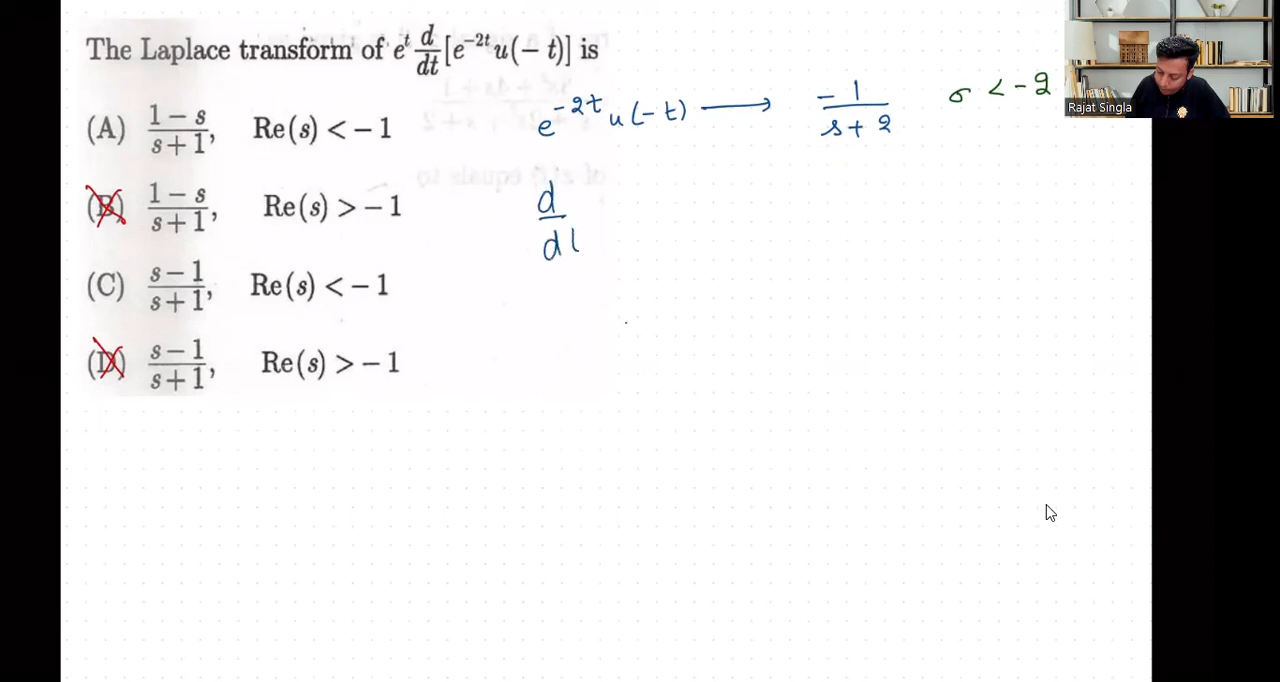 The Laplace transform of e^t d/dt [e^{-2t} u(-t)] is
(A) 1-s/s+1, Re(s) < -1
(B) 1-s/s+1, Re(s) > -1
(C) s-1/s+1, Re(s) < -1
(D) s-1/s+1, Re(s) > -1
e^{-2t} u(-t) → -1/s+2 σ < -2
d/d
Rajat Singla